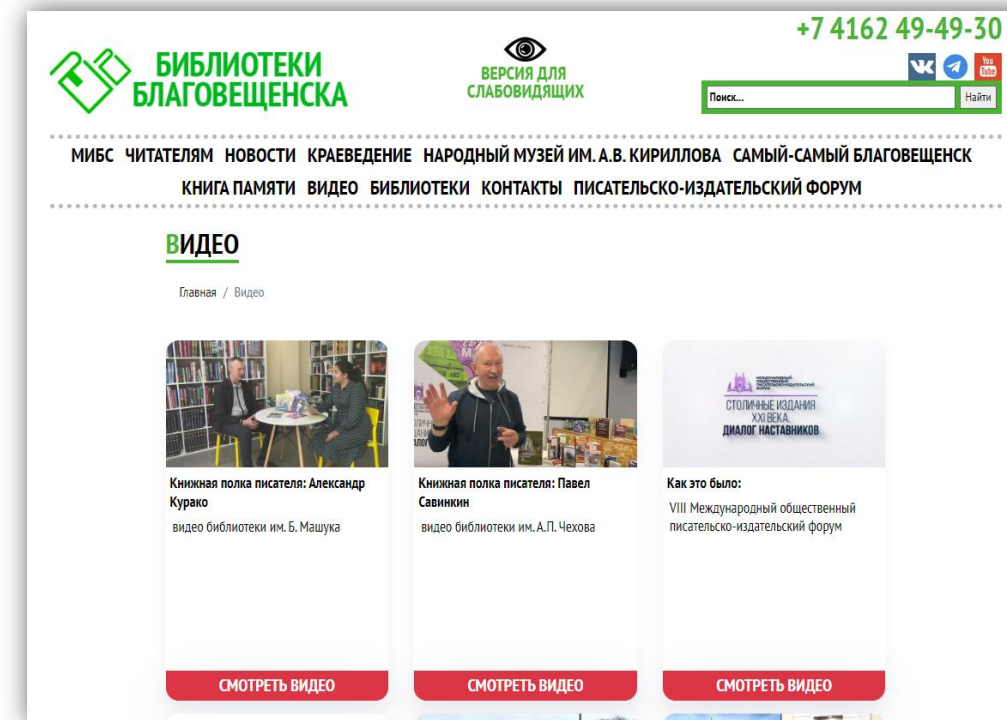 +7 4162 49-49-30
БИБЛИОТЕКИ
БЛАГОВЕЩЕНСКА
ВЕРСИЯ ДЛЯ
СЛАБОВИДЯЩИХ
You
Tube
Поиск...
Найти
МИБС ЧИТАТЕЛЯМ НОВОСТИ КРАЕВЕДЕНИЕ НАРОДНЫЙ МУЗЕЙ ИМ. А.В. КИРИЛЛОВА САМЫЙ-САМЫЙ БЛАГОВЕЩЕНСК
КНИГА ПАМЯТИ ВИДЕО БИБЛИОТЕКИ КОНТАКТЫ ПИСАТЕЛЬСКО-ИЗДАТЕЛЬСКИЙ ФОРУМ
ВИДЕО
Главная / Видео
СТОЛИЧНЫЕ ИЗДАНИЯ
XXI ВЕКА.
ДИАЛОГ НАСТАВНИКОВ
Книжная полка писателя: Александр
Курако
видео библиотеки им. Б. Машука
СМОТРЕТЬ ВИДЕО
Книжная полка писателя: Павел
Савинкин
видео библиотеки им. А.П. Чехова
СМОТРЕТЬ ВИДЕО
Как это было:
VIII Международный общественный
писательско-издательский форум
СМОТРЕТЬ ВИДЕО